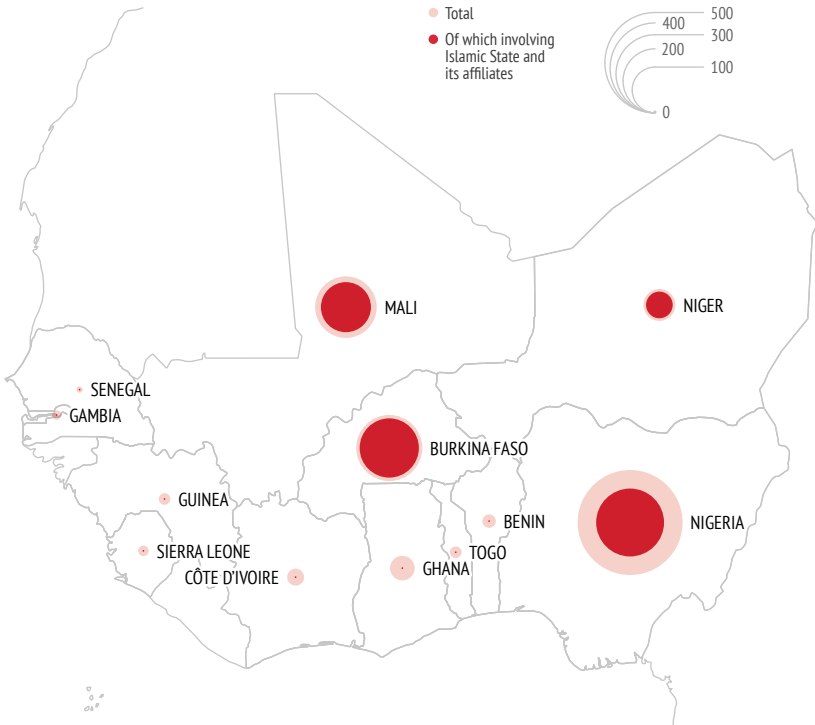 Total
Of which involving
Islamic State and
its affiliates
500
400
300
200
100
0
MALI
NIGER
SENEGAL
GAMBIA
BURKINA FASO
GUINEA
BENIN
NIGERIA
SIERRA LEONE
TOGO
GHANA
CÔTE D'IVOIRE